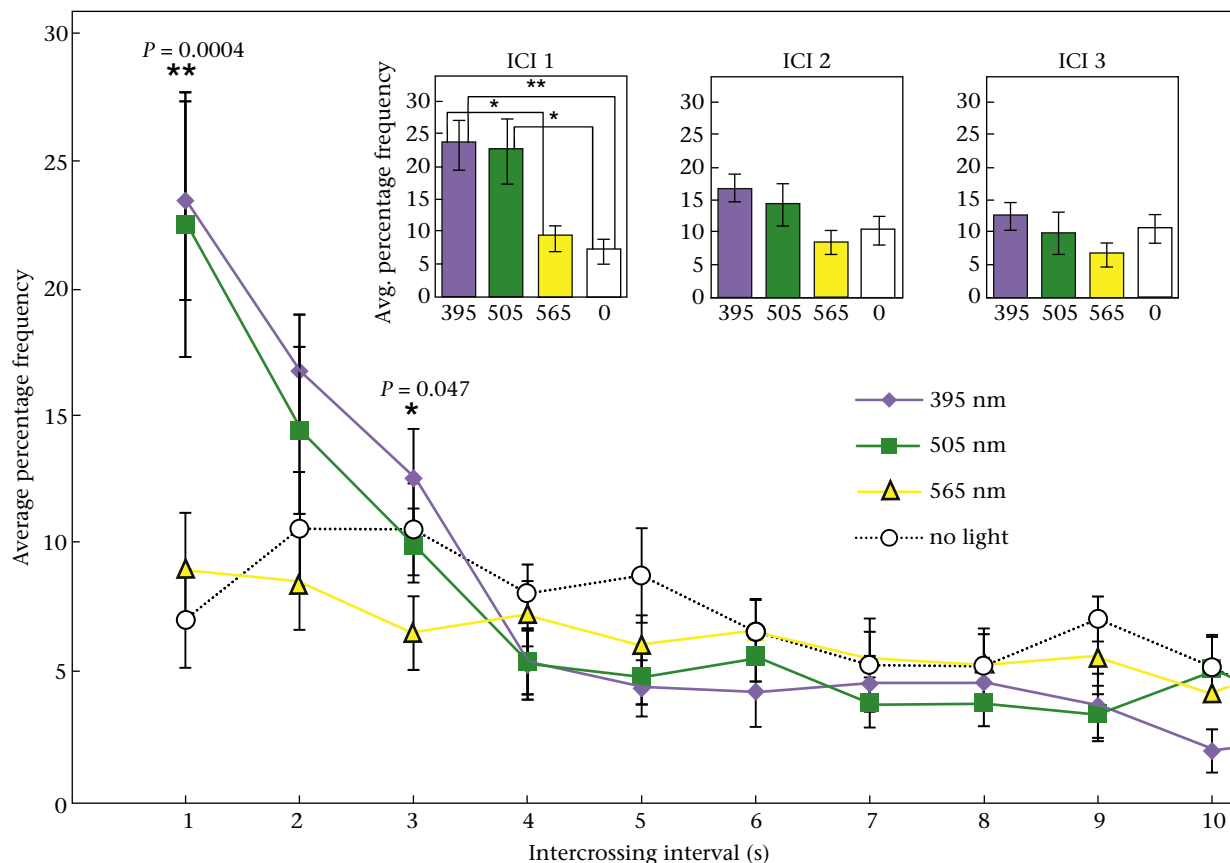 30
25
20
15
10
5
0
Average percentage frequency
P = 0.0004
**
P = 0.047
*
ICI 1
30
25
20
15
10
5
0
Avg. percentage frequency
**
*
*
395 505 565 0
ICI 2
30
25
20
15
10
5
0
395 505 565 0
ICI 3
30
25
20
15
10
5
0
395 505 565 0
395 nm
505 nm
565 nm
no light
1 2 3 4 5 6 7 8 9 10
Intercrossing interval (s)